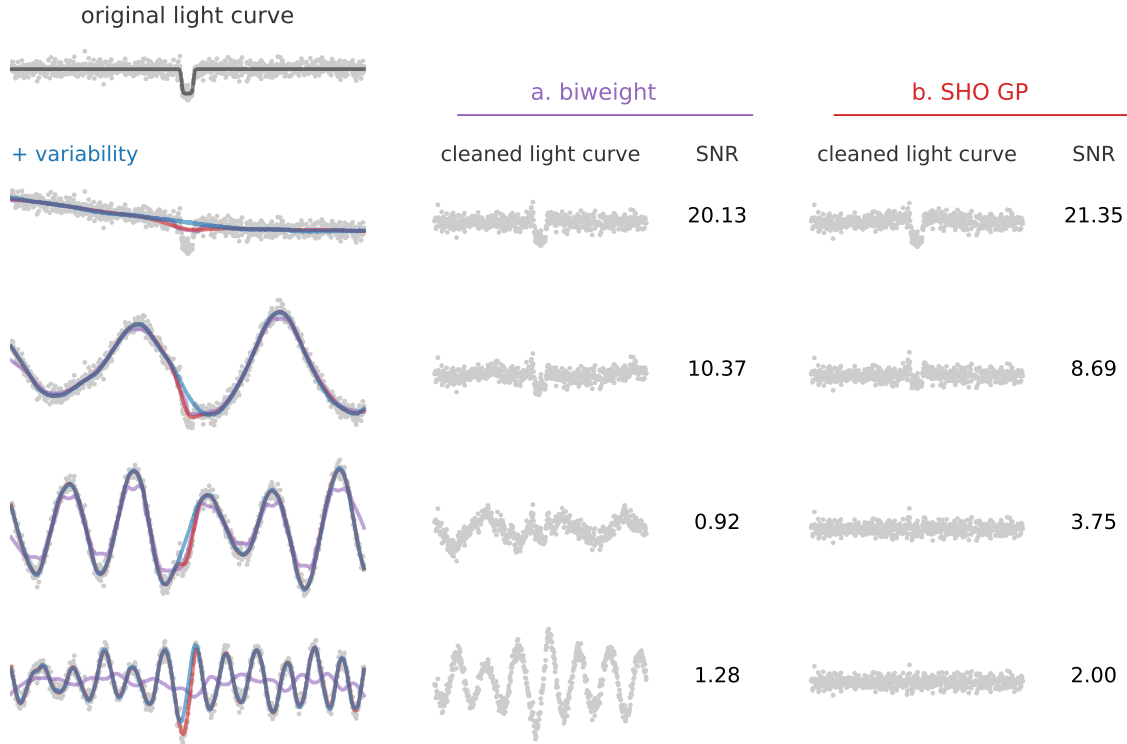 original light curve
a. biweight
b. SHO GP
+ variability
cleaned light curve SNR
cleaned light curve SNR
20.13
21.35
10.37
8.69
0.92
3.75
1.28
2.00